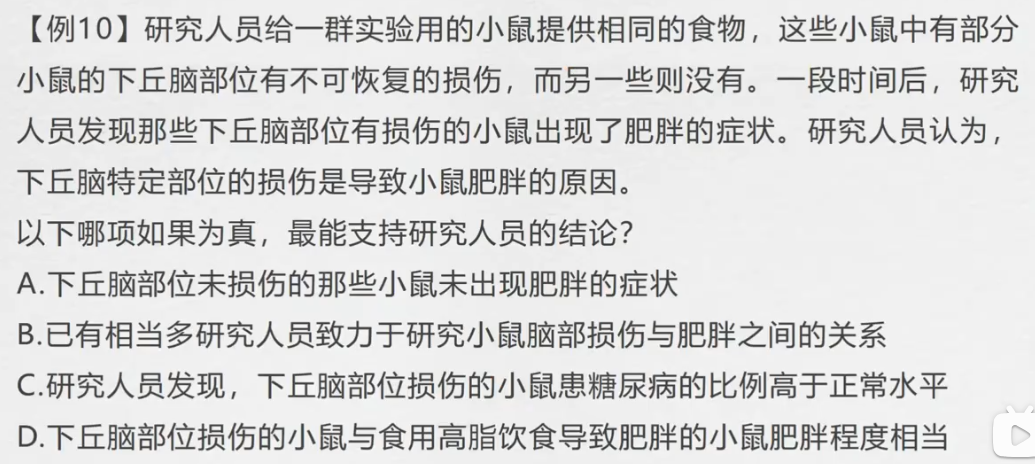 【例10】研究人员给一群实验用的小鼠提供相同的食物，这些小鼠中有部分
小鼠的下丘脑部位有不可恢复的损伤，而另一些则没有。一段时间后，研究
人员发现那些下丘脑部位有损伤的小鼠出现了肥胖的症状。研究人员认为，
下丘脑特定部位的损伤是导致小鼠肥胖的原因。
以下哪项如果为真，最能支持研究人员的结论？
A.下丘脑部位未损伤的那些小鼠未出现肥胖的症状
B.已有相当多研究人员致力于研究小鼠脑部损伤与肥胖之间的关系
C.研究人员发现，下丘脑部位损伤的小鼠患糖尿病的比例高于正常水平
D.下丘脑部位损伤的小鼠与食用高脂饮食导致肥胖的小鼠肥胖程度相当